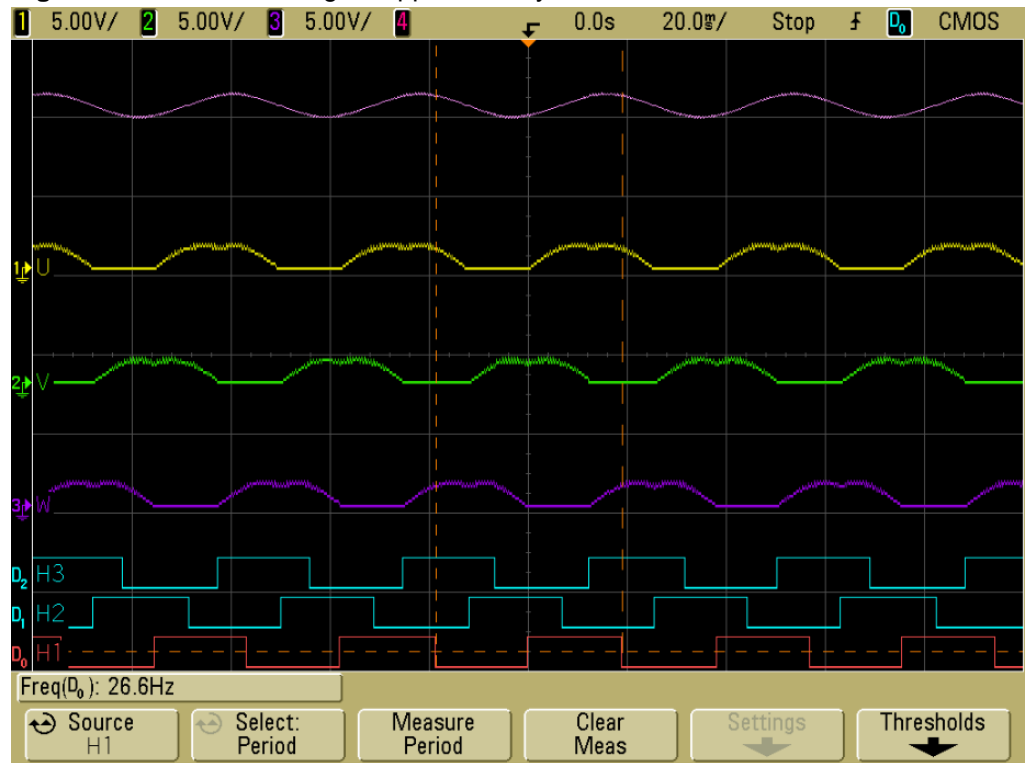 1 5.00V/ 2 5.00V/ 3 5.00V/ 4 0.0s 20.0ms/ Stop D0 CMOS
1 U
2 V
3 W
D2 H3
D1 H2
D0 H1
Freq(D0): 26.6Hz
Source Select: Measure Clear Settings Thresholds
H1 Period Period Meas